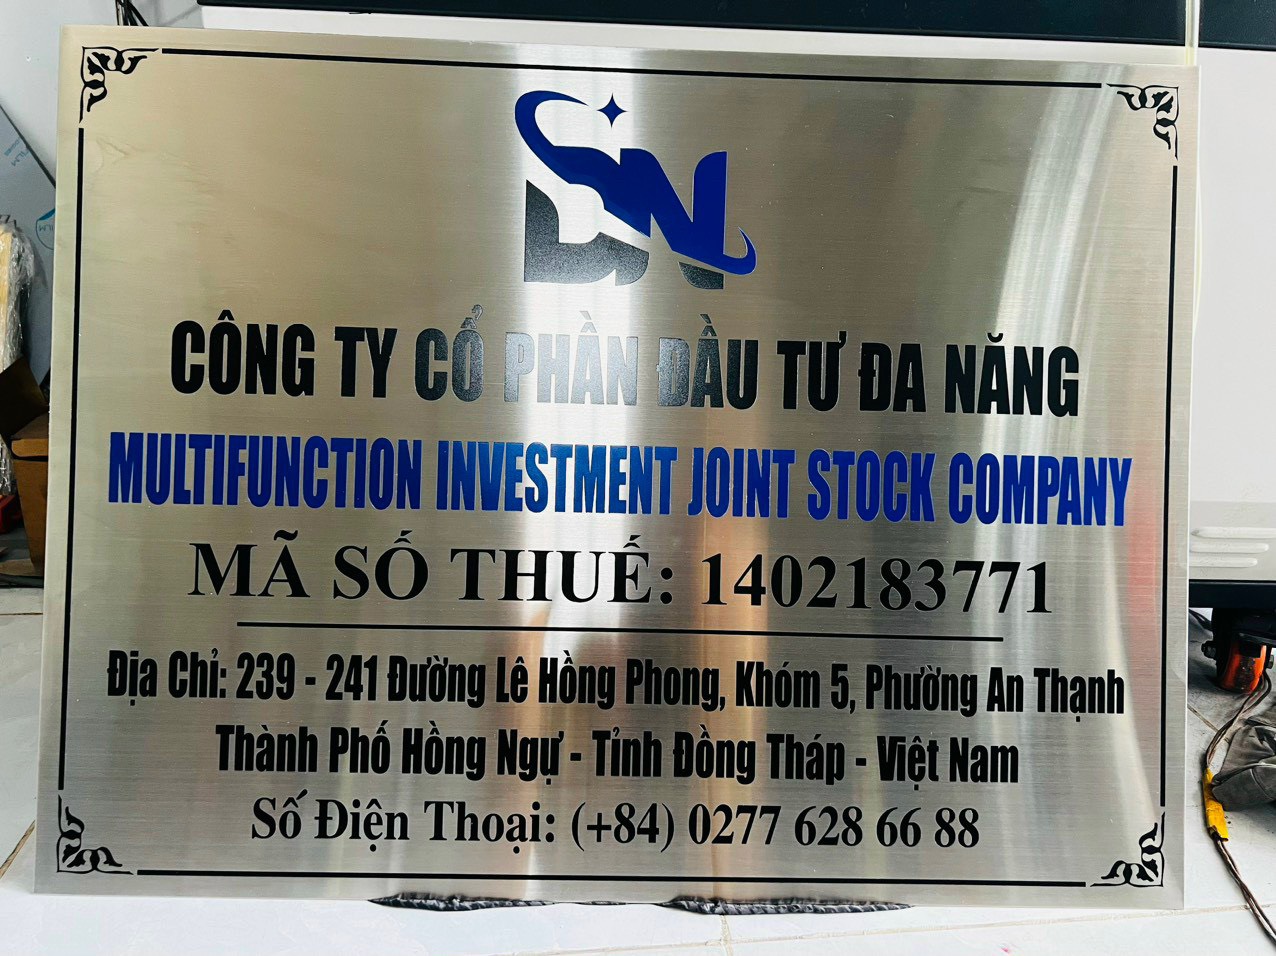 DN
CÔNG TY CỔ PHẦN ĐẦU TƯ ĐA NĂNG
MULTIFUNCTION INVESTMENT JOINT STOCK COMPANY
MÃ SỐ THUẾ: 1402183771
Địa Chỉ: 239 - 241 Đường Lê Hồng Phong, Khóm 5, Phường An Thạnh
Thành Phố Hồng Ngự - Tỉnh Đồng Tháp - Việt Nam
Số Điện Thoại: (+84) 0277 628 66 88